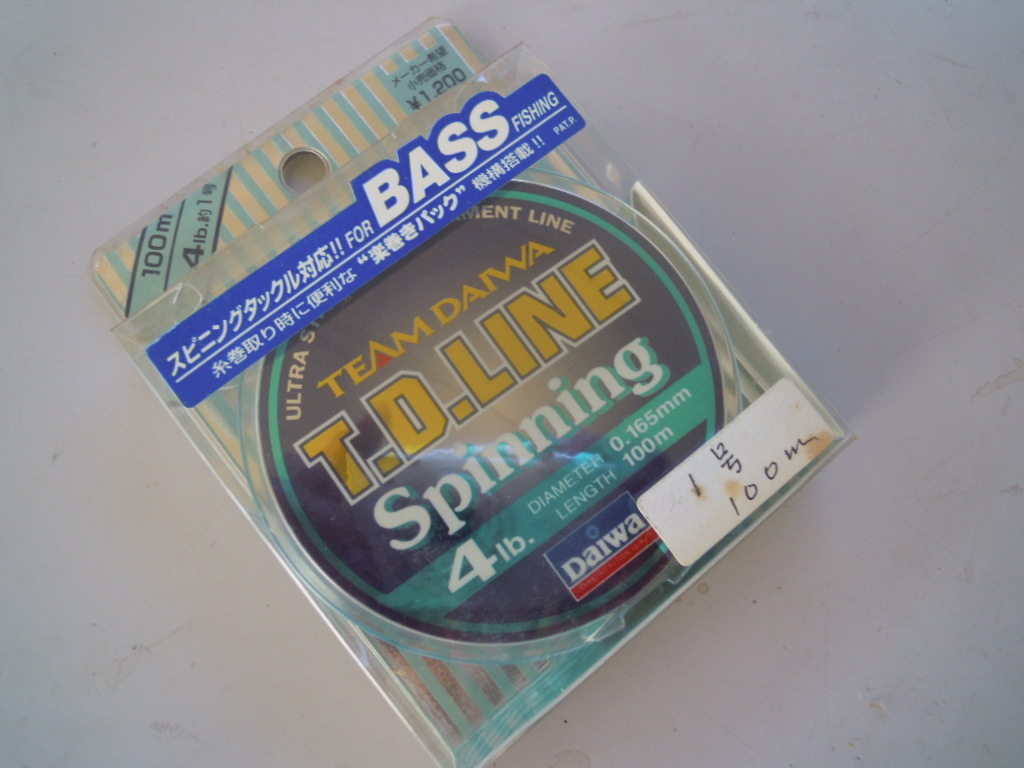 メーカー希望
小売価格
¥1,200
100m
4lb.約1号
スピニングタックル対応!! FOR BASS FISHING
糸巻取り時に便利な“楽巻きパック”機構搭載!! PAT.P.
ULTRA
MENT LINE
TEAM DAIWA
T.D.LINE
Spinning
DIAMETER 0.165mm
LENGTH 100m
4lb.
Daiwa
1号
100m